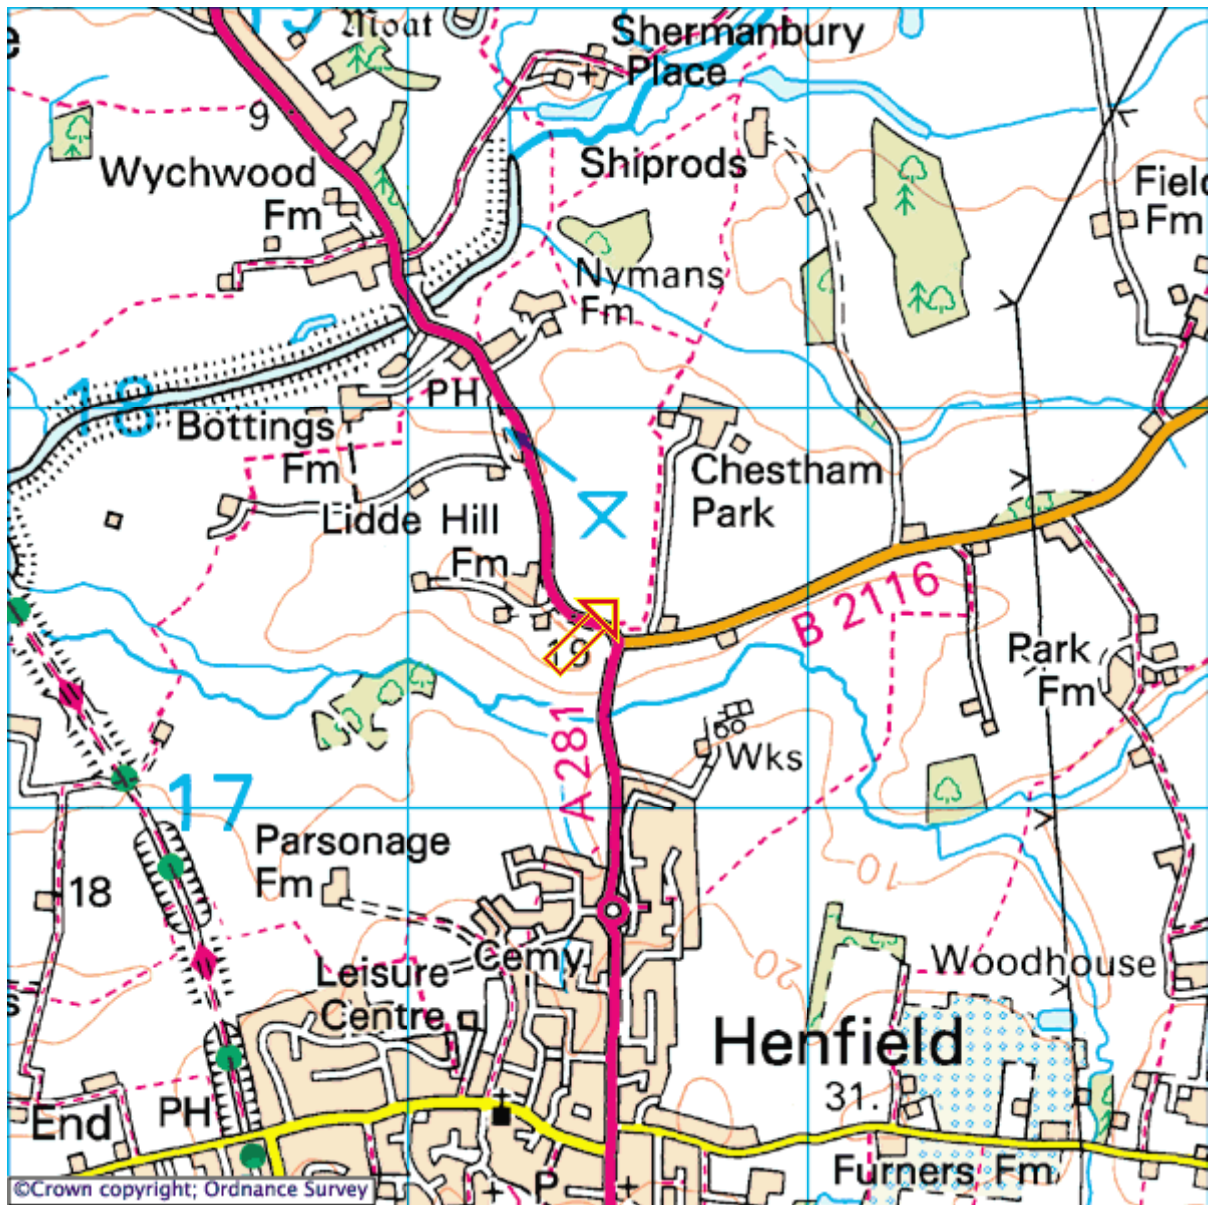 Moat
Shermanbury
Place
9
Wychwood
Fm
Shiprods
Field
Fm
Nymans
Fm
18
PH
Bottings
Fm
Chestham
Park
Lidde Hill
Fm
B 2116
19
Park
Fm
A 281
Wks
17
Parsonage
Fm
10
18
20
Cemy
Woodhouse
Leisure
Centre
Henfield
31
End
PH
Furners Fm
P
©Crown copyright; Ordnance Survey